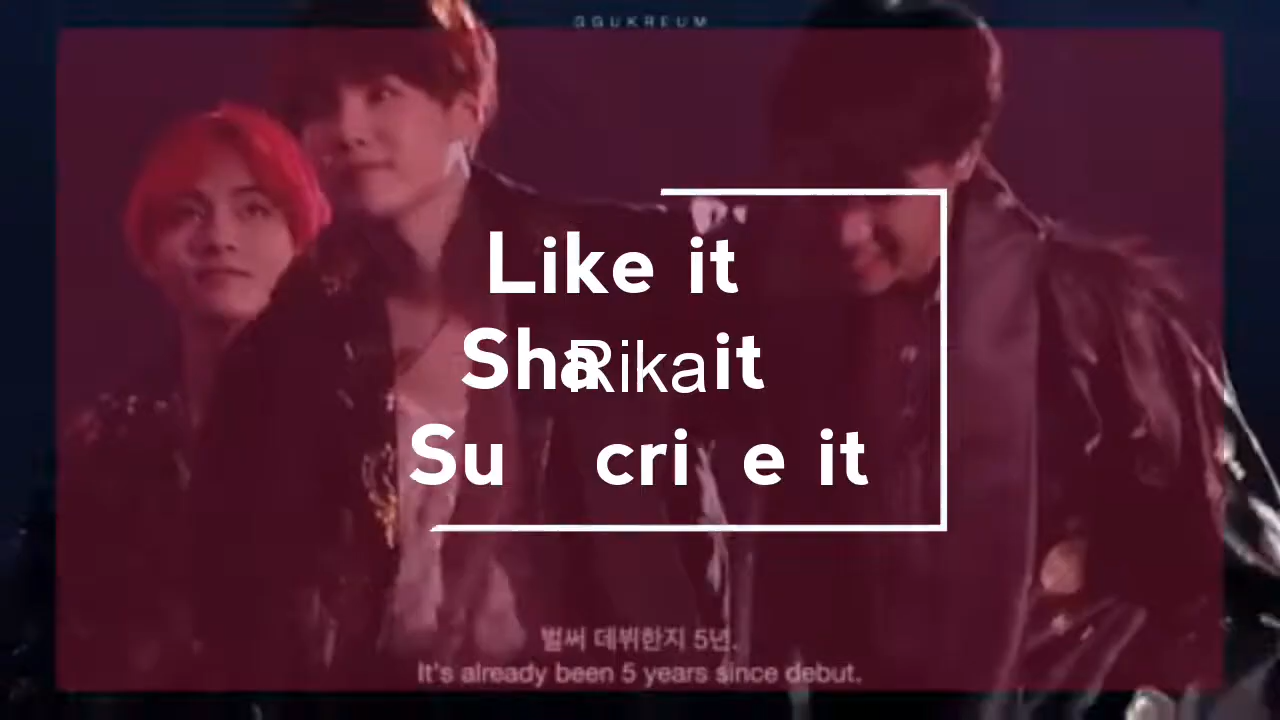 GGUKREUM
Like it
Sha it
Rika
Su cri e it
벌써 데뷔한지 5년.
It's already been 5 years since debut.